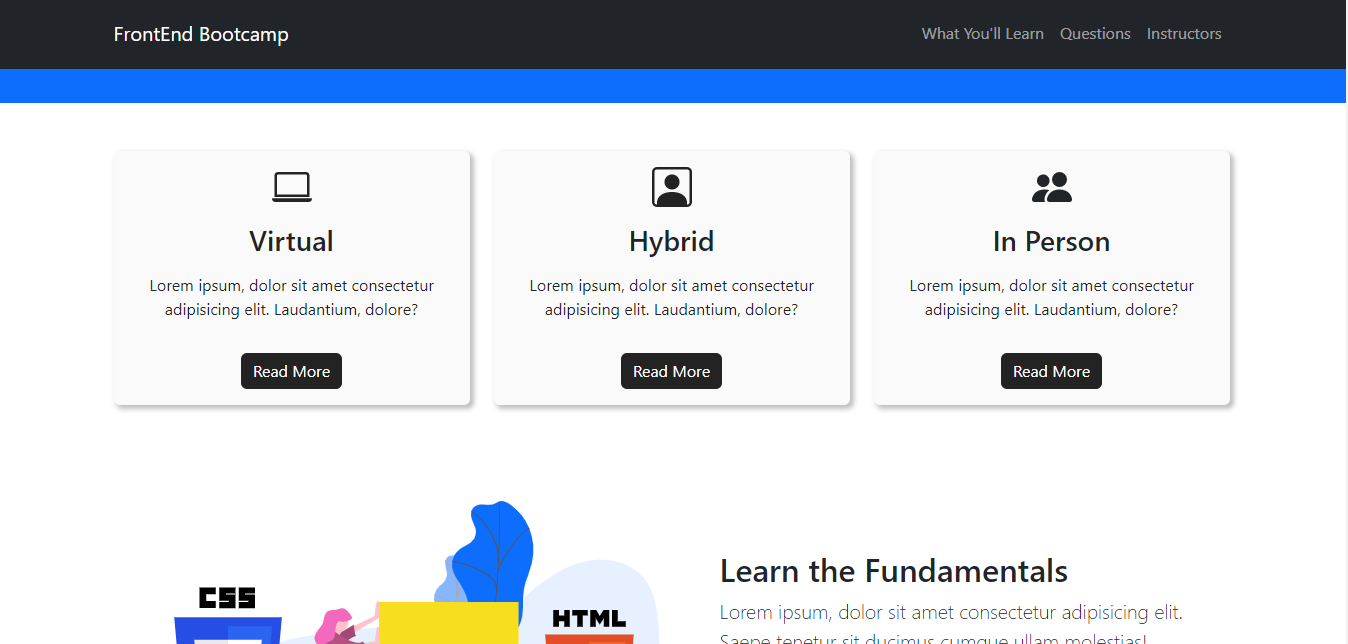 FrontEnd Bootcamp
What You'll Learn Questions Instructors
Virtual
Lorem ipsum, dolor sit amet consectetur
adipisicing elit. Laudantium, dolore?
Read More
Hybrid
Lorem ipsum, dolor sit amet consectetur
adipisicing elit. Laudantium, dolore?
Read More
In Person
Lorem ipsum, dolor sit amet consectetur
adipisicing elit. Laudantium, dolore?
Read More
CSS
HTML
Learn the Fundamentals
Lorem ipsum, dolor sit amet consectetur adipisicing elit.
Saepe tenetur sit ducimus cumque ullam molestias!